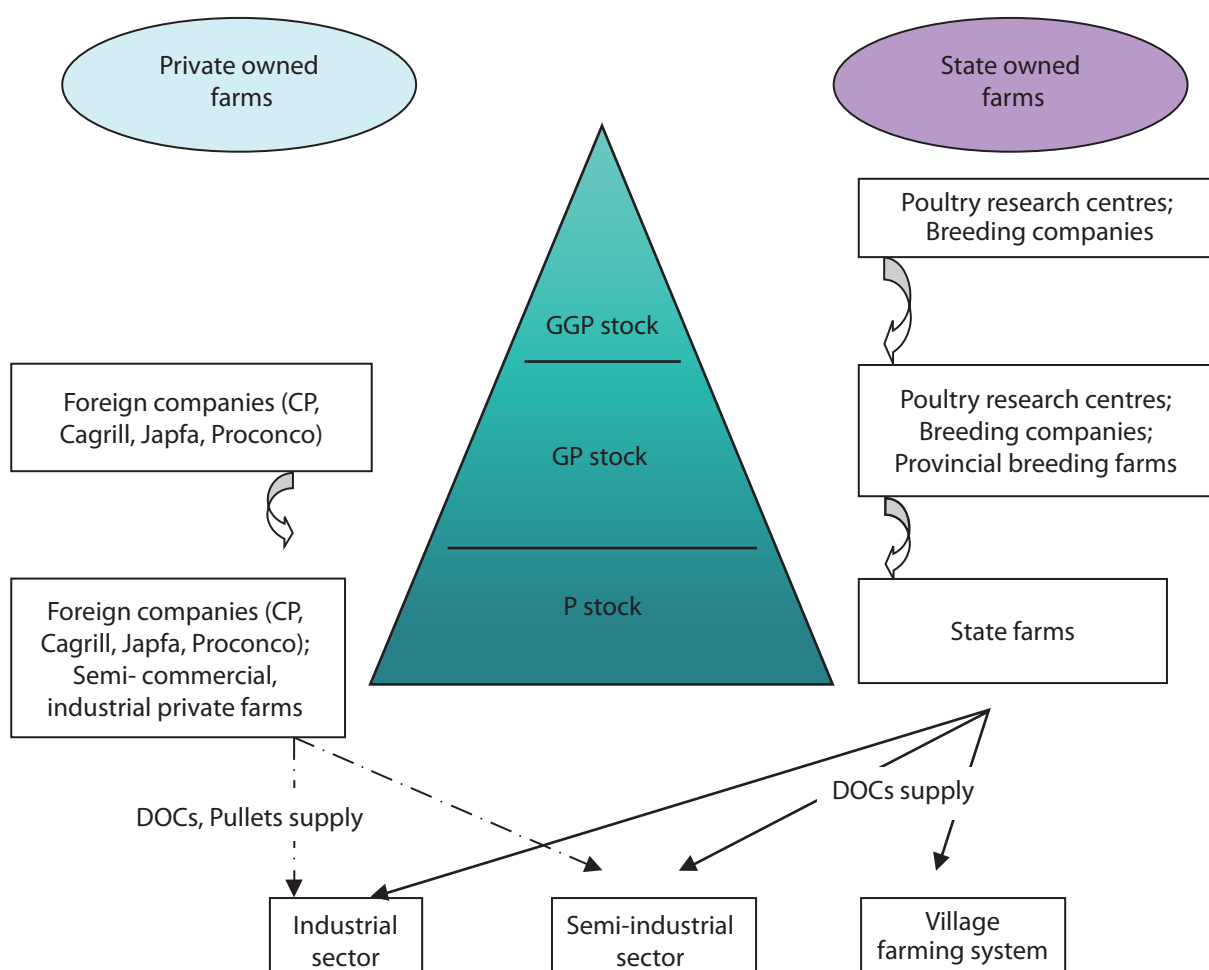 Private owned
farms
State owned
farms
Poultry research centres;
Breeding companies
GGP stock
Foreign companies (CP,
Cagrill, Japfa, Proconco)
GP stock
Poultry research centres;
Breeding companies;
Provincial breeding farms
Foreign companies (CP,
Cagrill, Japfa, Proconco);
Semi- commercial,
industrial private farms
P stock
State farms
DOCs, Pullets supply
DOCs supply
Industrial
sector
Semi-industrial
sector
Village
farming system